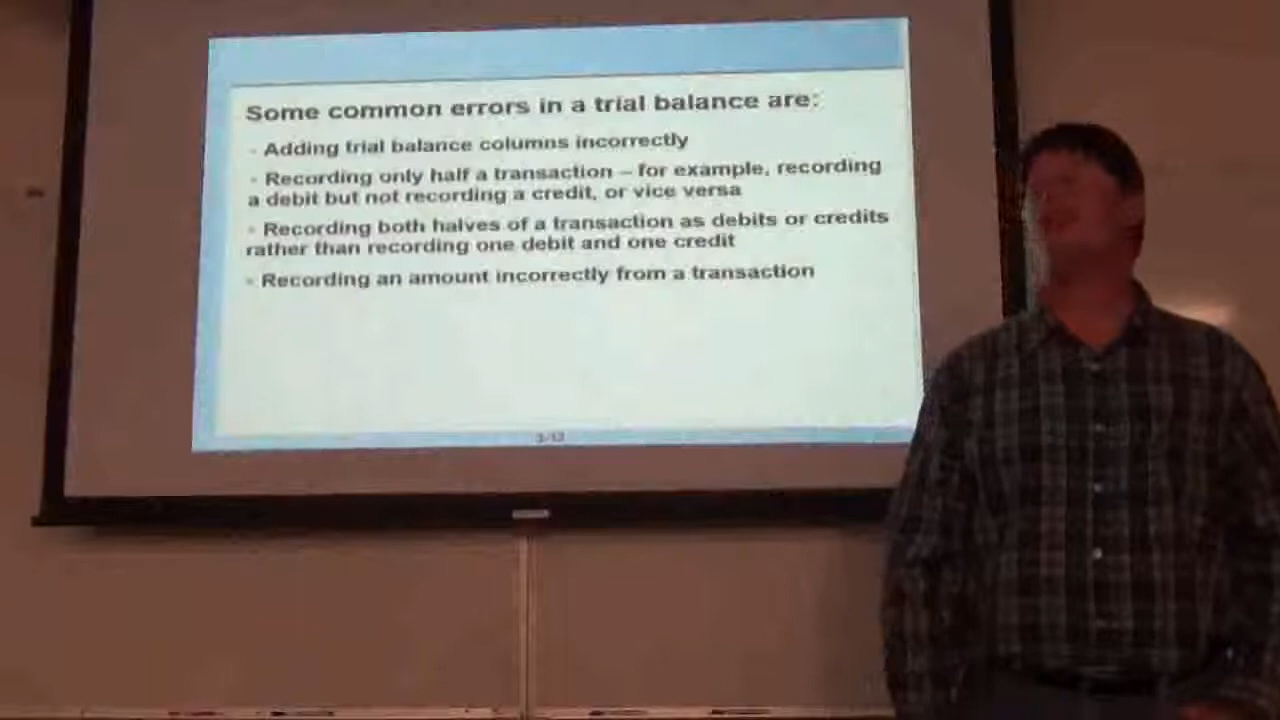 Some common errors in a trial balance are:
- Adding trial balance columns incorrectly
- Recording only half a transaction – for example, recording
a debit but not recording a credit, or vice versa
- Recording both halves of a transaction as debits or credits
rather than recording one debit and one credit
- Recording an amount incorrectly from a transaction